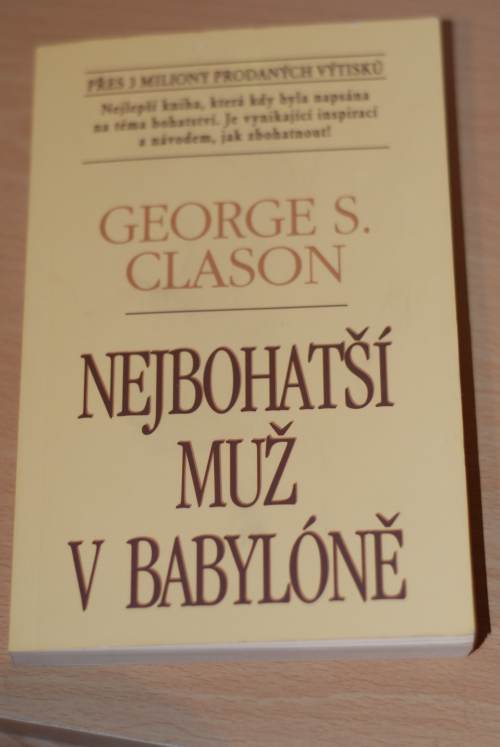 PŘES 3 MILIONY PRODANÝCH VÝTISKŮ
Nejlepší kniha, která kdy byla napsána
na téma bohatství. Je vynikající inspirací
a návodem, jak zbohatnout!
GEORGE S.
CLASON
NEJBOHATŠÍ
MUŽ
V BABYLÓNĚ